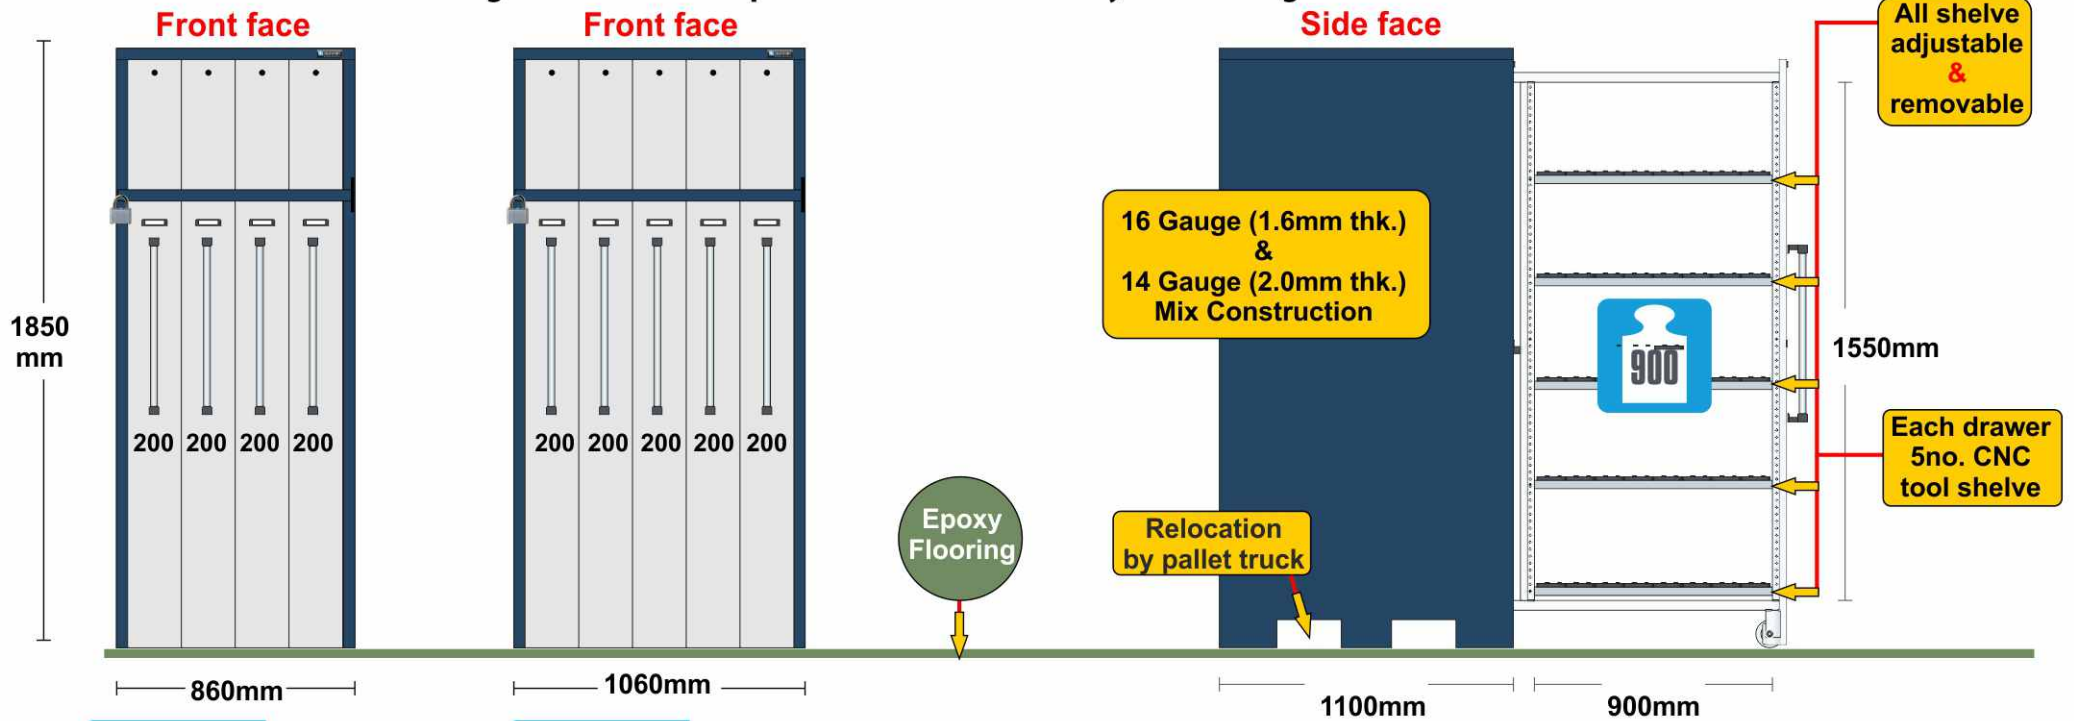 Front face
Front face
Side face
All shelve
adjustable
&
removable
16 Gauge (1.6mm thk.)
&
14 Gauge (2.0mm thk.)
Mix Construction
1850
mm
900
1550mm
200 200 200 200
200 200 200 200 200
Each drawer
5no. CNC
tool shelve
Epoxy
Flooring
Relocation
by pallet truck
860mm
1060mm
1100mm
900mm